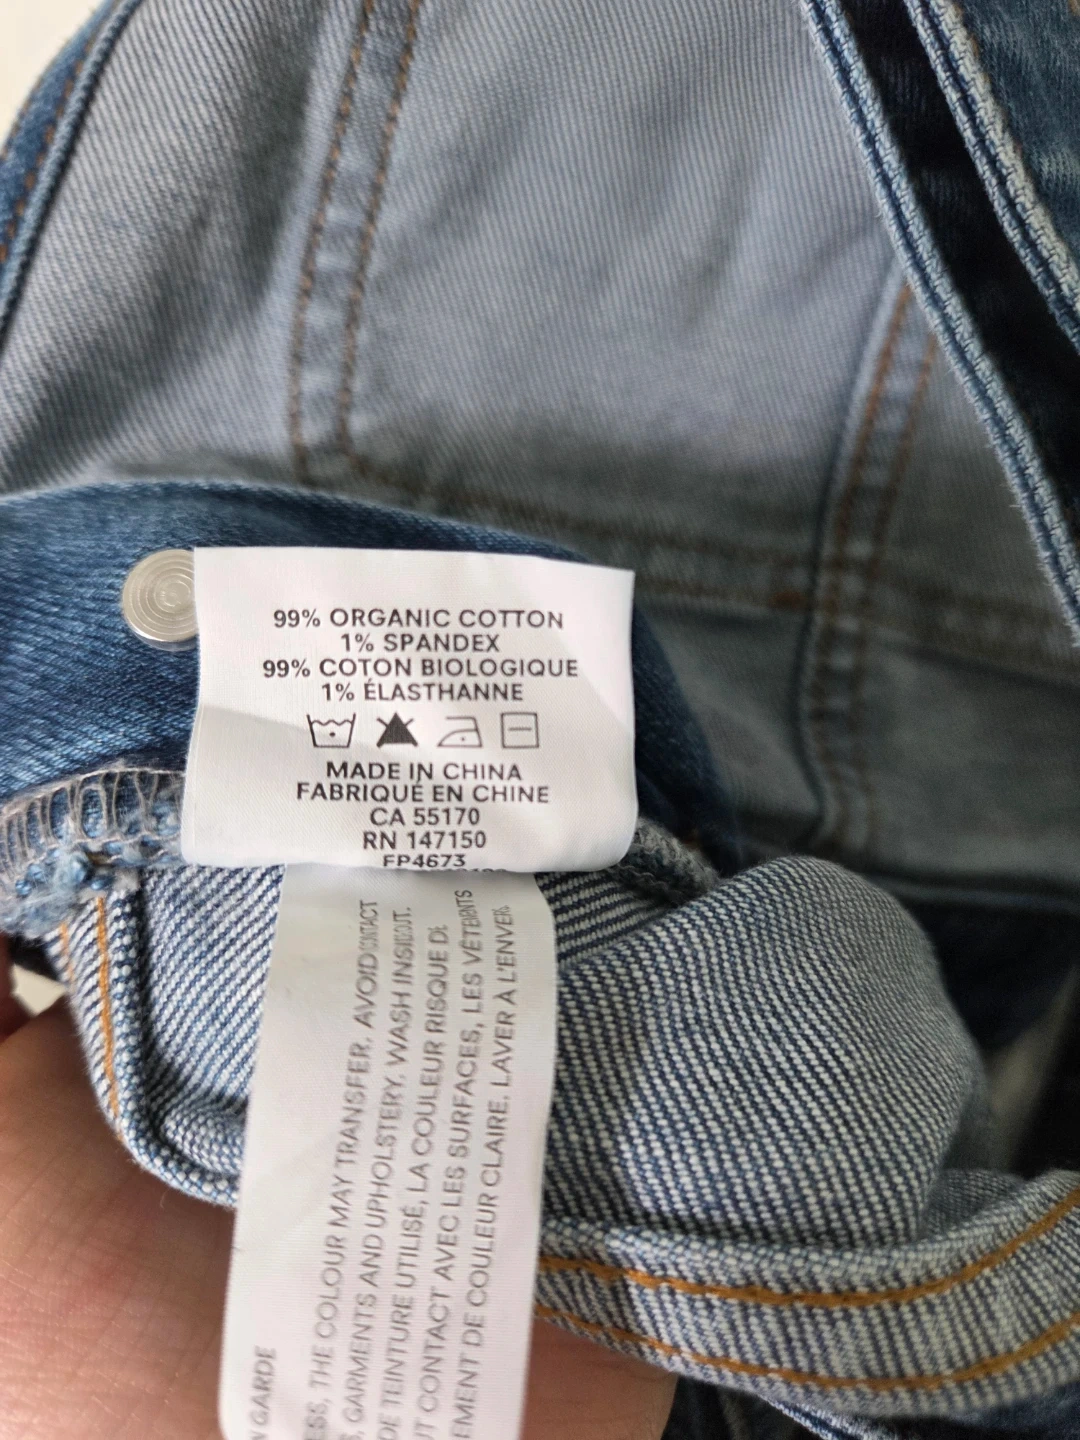 99% ORGANIC COTTON
1% SPANDEX
99% COTON BIOLOGIQUE
1% ÉLASTHANNE
MADE IN CHINA
FABRIQUÉ EN CHINE
CA 55170
RN 147150
FP4673
GARDE
THE COLOUR MAY TRANSFER, AVOID CONTACT
GARMENTS AND UPHOLSTERY, WASH INSIDE OUT.
DE TEINTURE UTILISÉ, LA COULEUR RISQUE DE
CONTACT AVEC LES SURFACES, LES VÊTEMENTS
DE COULEUR CLAIRE. LAVER À L'ENVERS